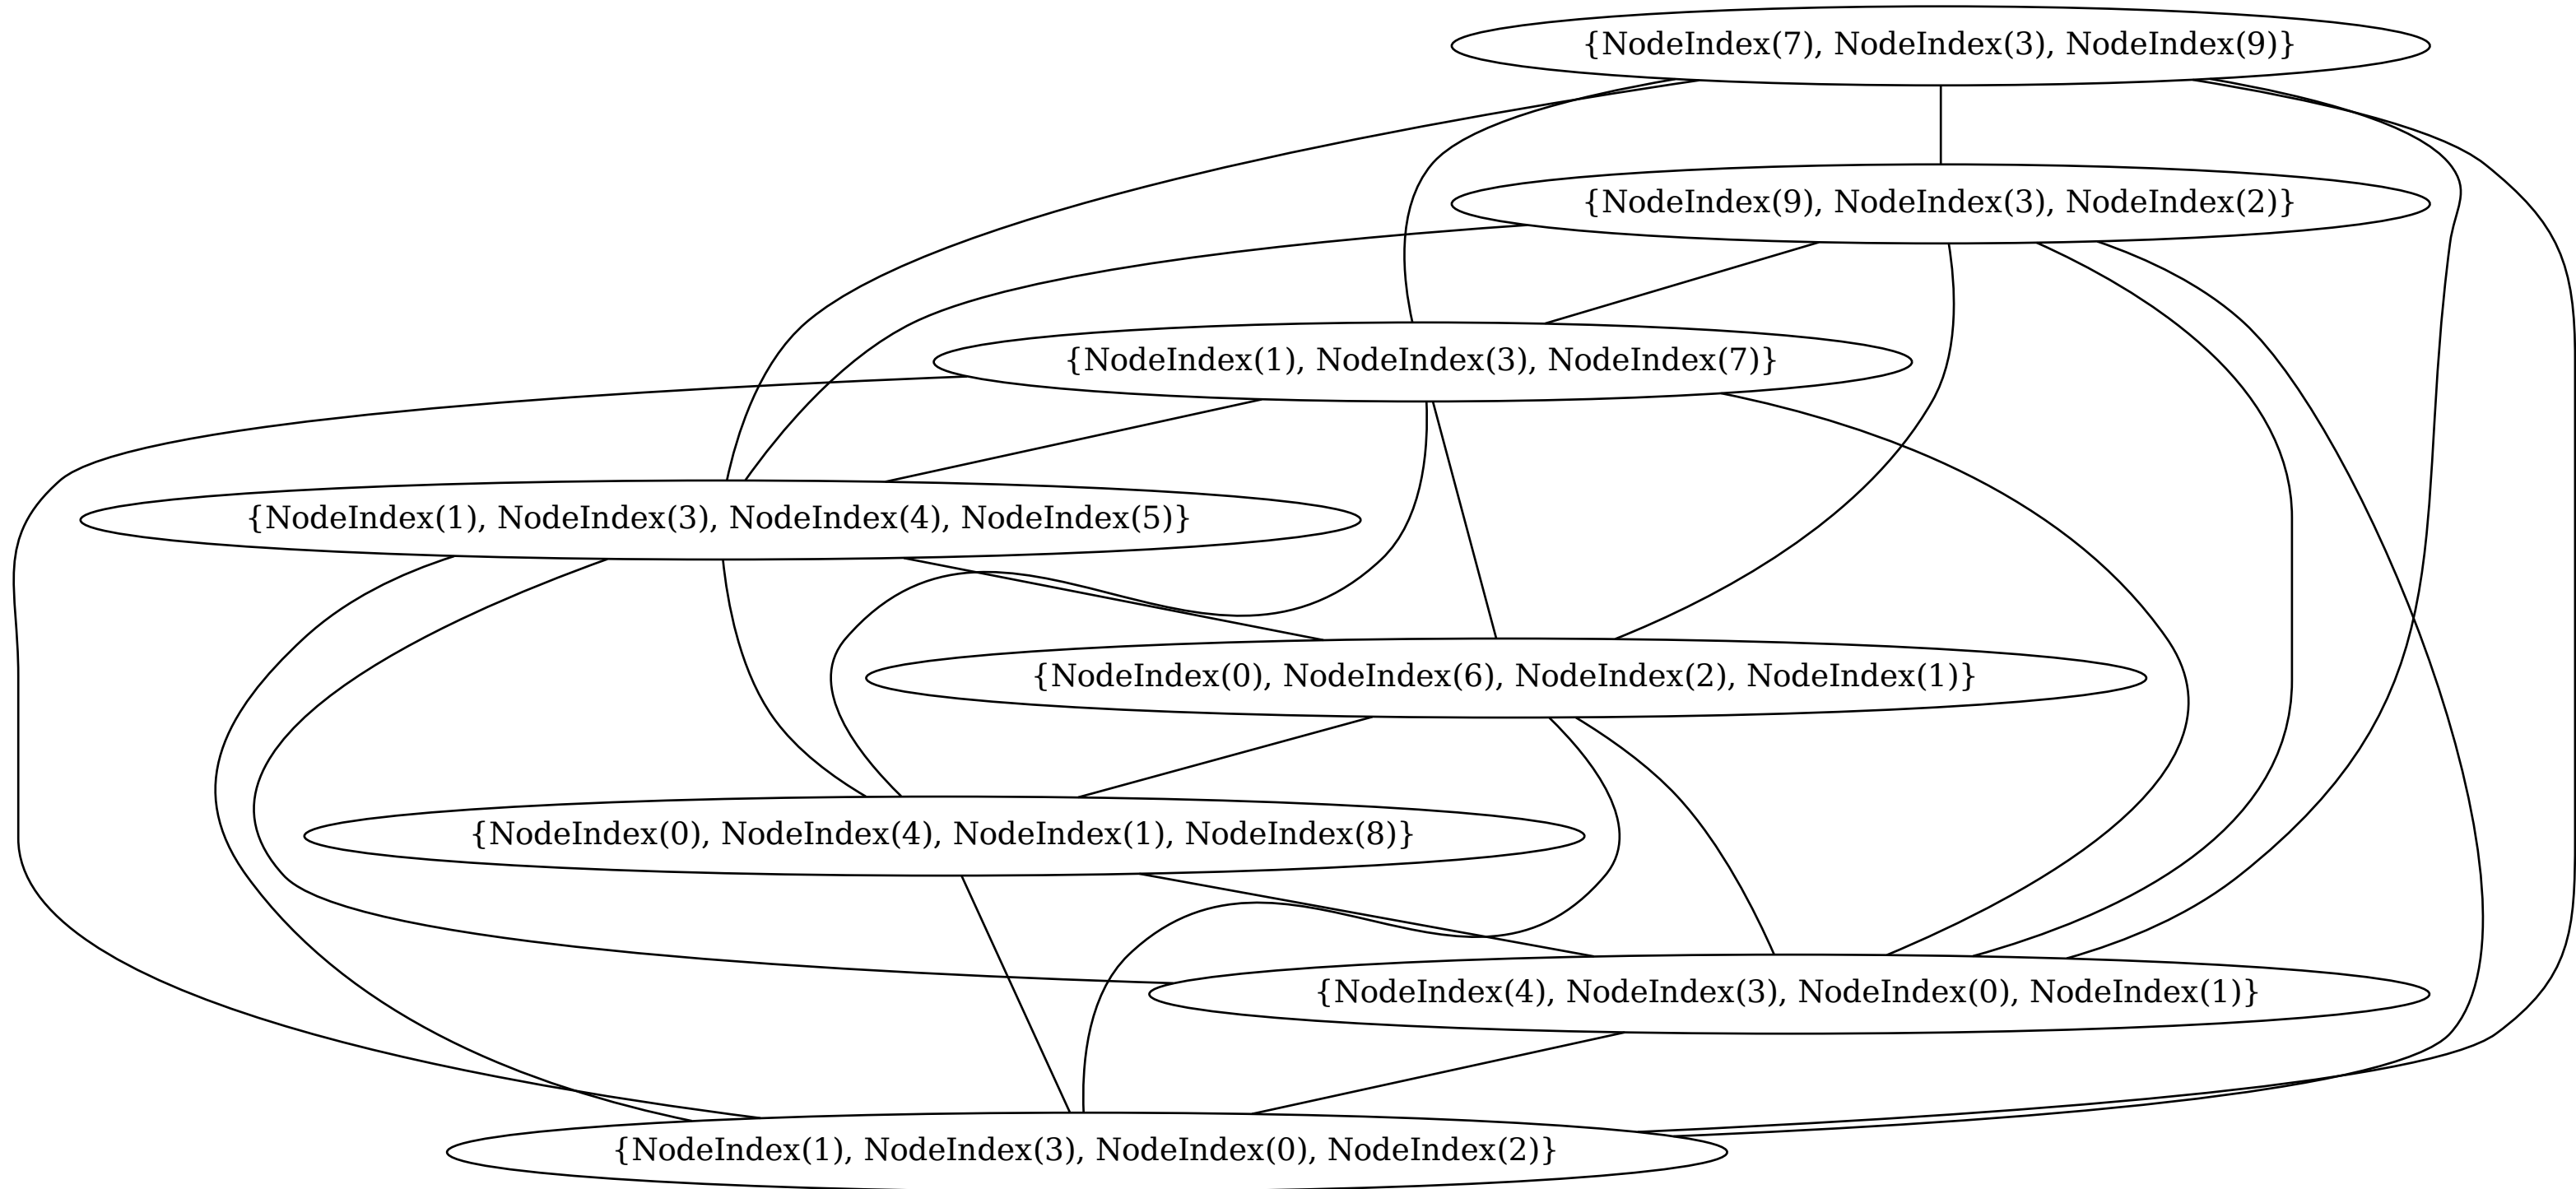 {NodeIndex(7), NodeIndex(3), NodeIndex(9)}
{NodeIndex(9), NodeIndex(3), NodeIndex(2)}
{NodeIndex(1), NodeIndex(3), NodeIndex(7)}
{NodeIndex(1), NodeIndex(3), NodeIndex(4), NodeIndex(5)}
{NodeIndex(0), NodeIndex(6), NodeIndex(2), NodeIndex(1)}
{NodeIndex(0), NodeIndex(4), NodeIndex(1), NodeIndex(8)}
{NodeIndex(4), NodeIndex(3), NodeIndex(0), NodeIndex(1)}
{NodeIndex(1), NodeIndex(3), NodeIndex(0), NodeIndex(2)}